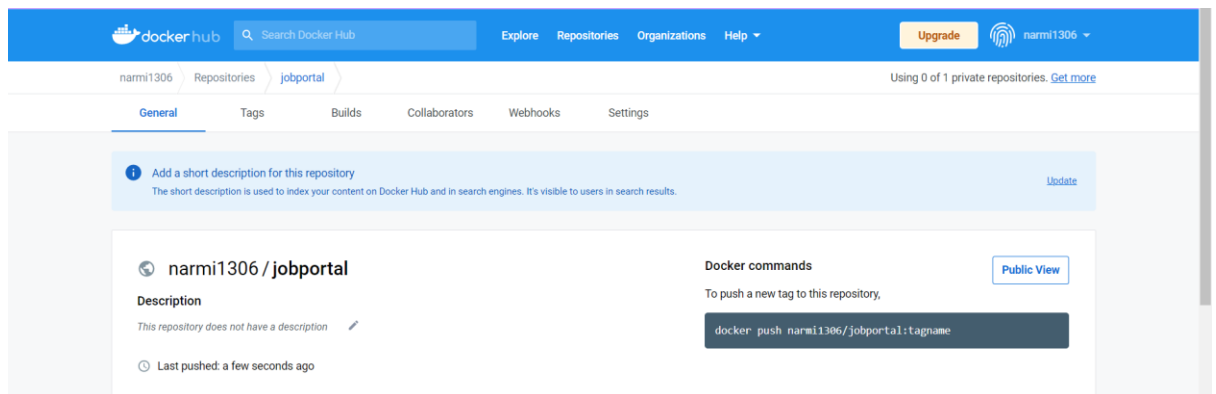 dockerhub Search Docker Hub Explore Repositories Organizations Help Upgrade narmi1306
narmi1306 Repositories jobportal Using 0 of 1 private repositories. Get more
General Tags Builds Collaborators Webhooks Settings
Add a short description for this repository
The short description is used to index your content on Docker Hub and in search engines. It's visible to users in search results. Update
narmi1306 / jobportal
Description
This repository does not have a description
Last pushed: a few seconds ago
Docker commands
Public View
To push a new tag to this repository,
docker push narmi1306/jobportal:tagname